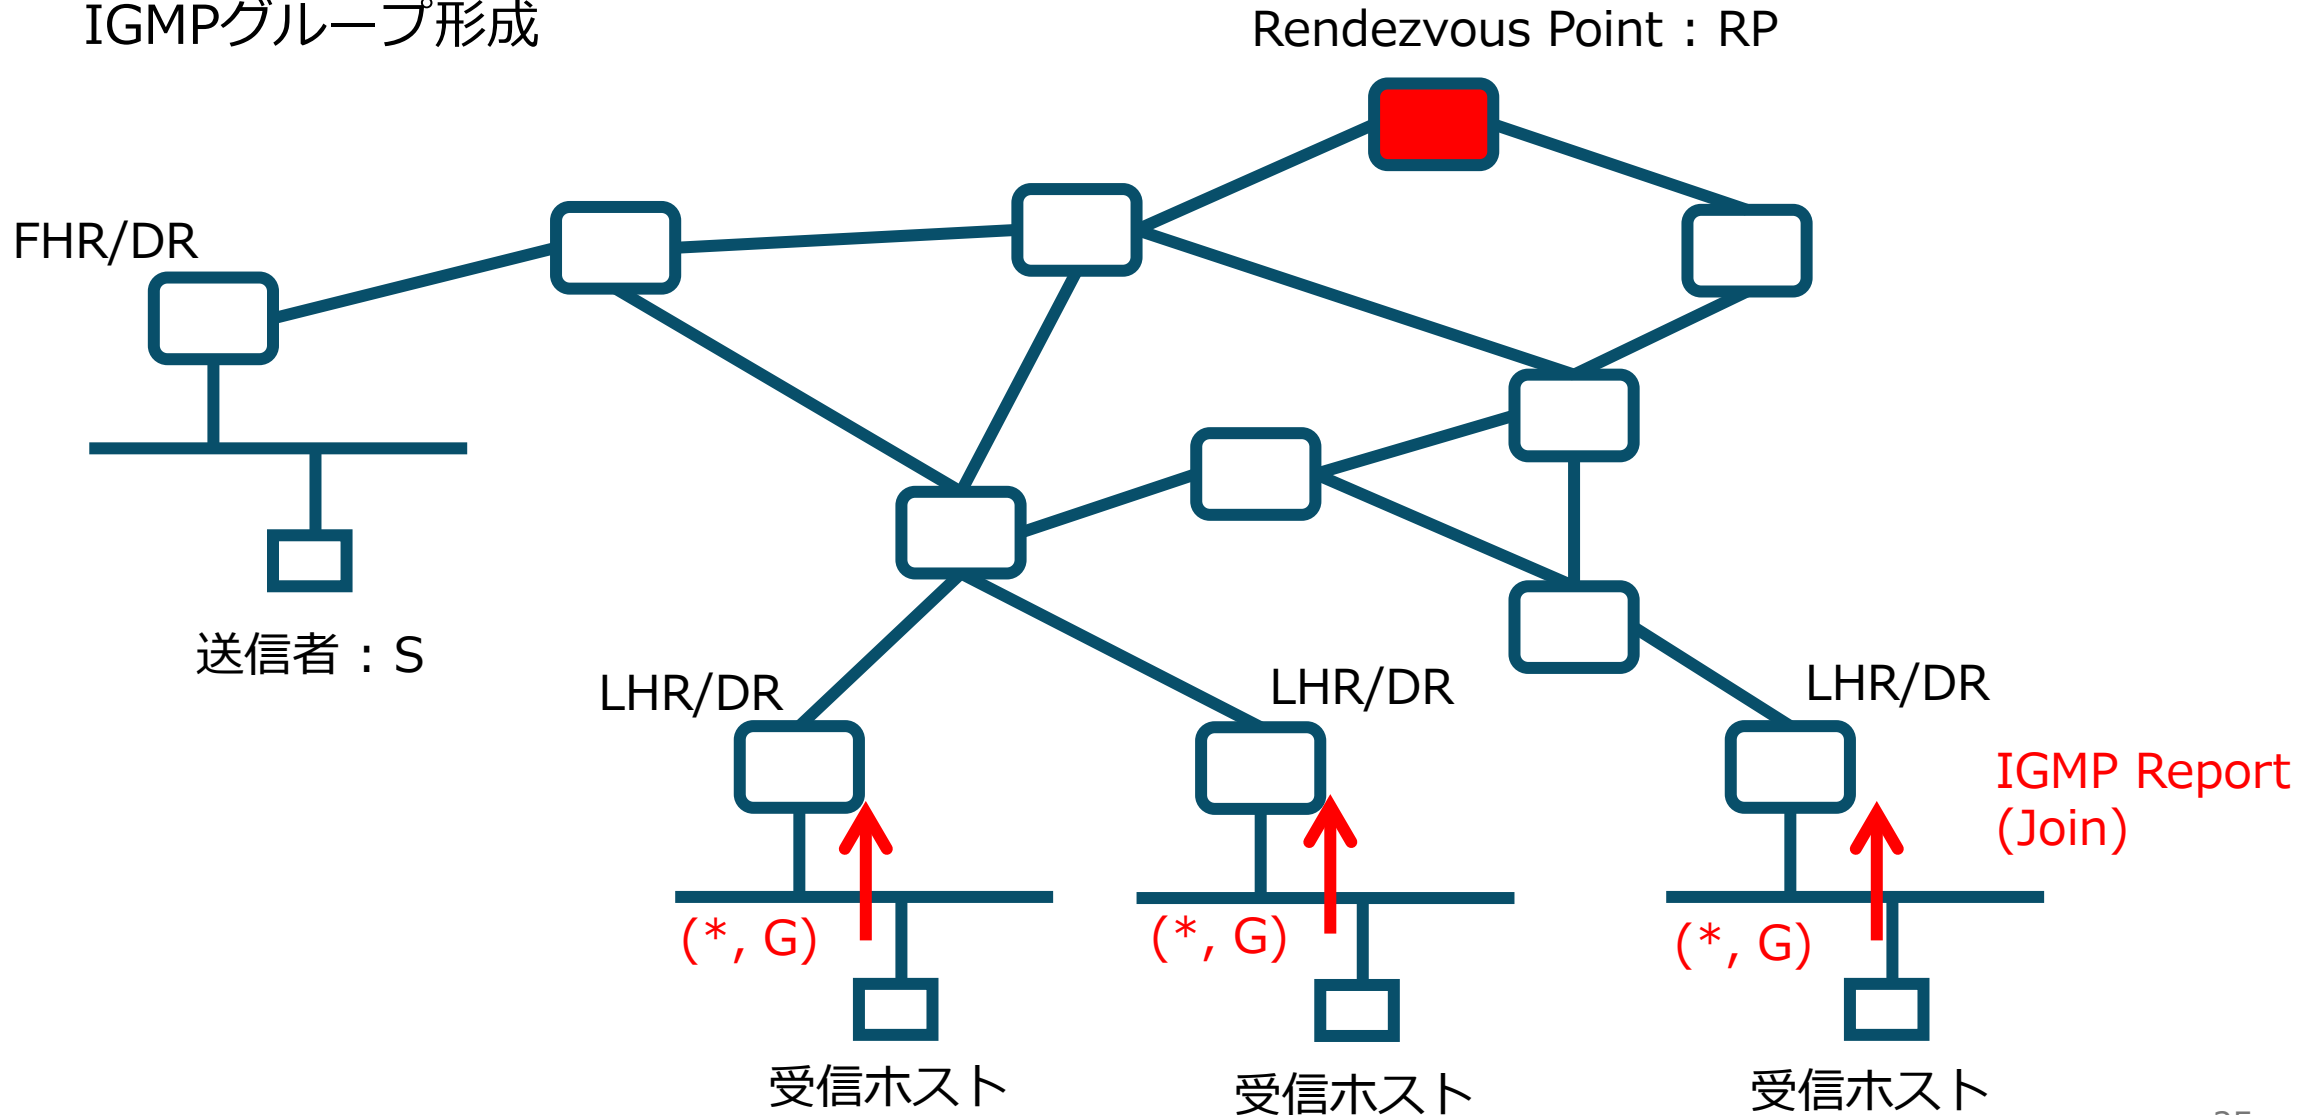 IGMPグループ形成
Rendezvous Point : RP
FHR/DR
送信者 : S
LHR/DR
LHR/DR
LHR/DR
IGMP Report
(Join)
(*, G)
(*, G)
(*, G)
受信ホスト
受信ホスト
受信ホスト